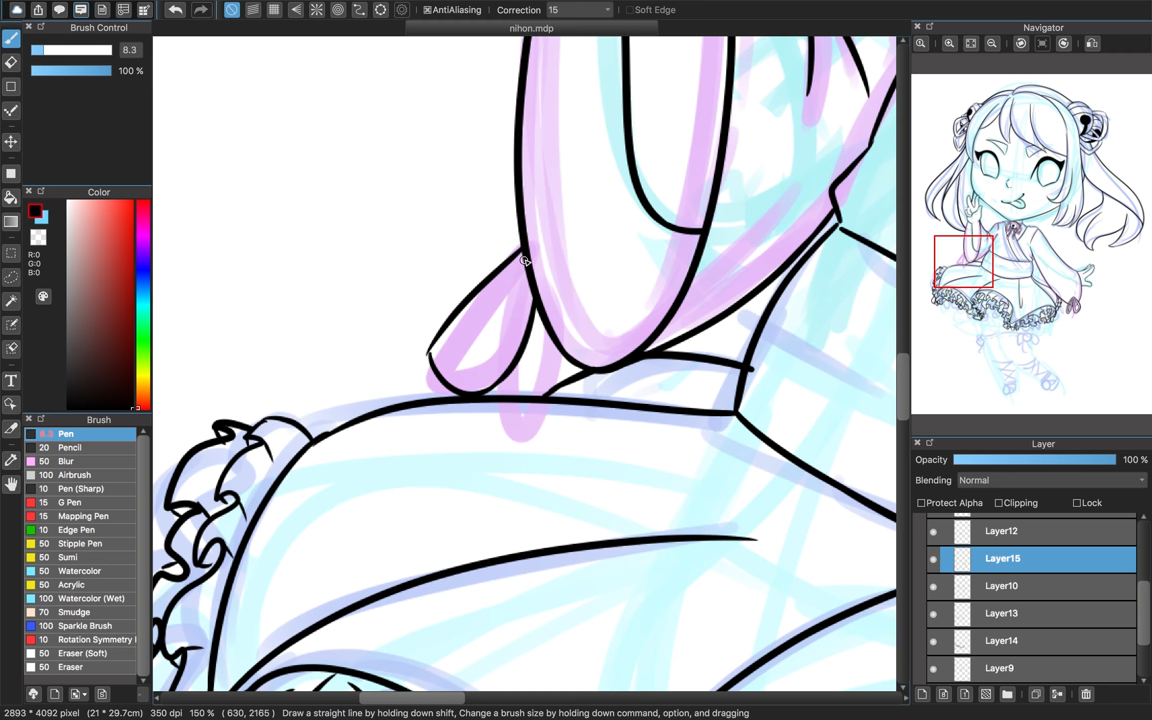 AntiAliasing Correction 15 Soft Edge
Brush Control
nihon.mdp
Navigator
8.3
100 %
Color
R:0
G:0
B:0
Brush
Pen
20 Pencil
50 Blur
100 Airbrush
10 Pen (Sharp)
15 G Pen
15 Mapping Pen
10 Edge Pen
50 Stipple Pen
50 Sumi
50 Watercolor
50 Acrylic
100 Watercolor (Wet)
70 Smudge
100 Sparkle Brush
10 Rotation Symmetry
50 Eraser (Soft)
50 Eraser
Layer
Opacity 100 %
Blending Normal
Protect Alpha Clipping Lock
Layer12
Layer15
Layer10
Layer13
Layer14
Layer9
2893 * 4092 pixel (21 * 29.7cm) 350 dpi 150 % ( 630, 2165 ) Draw a straight line by holding down shift, Change a brush size by holding down command, option, and dragging